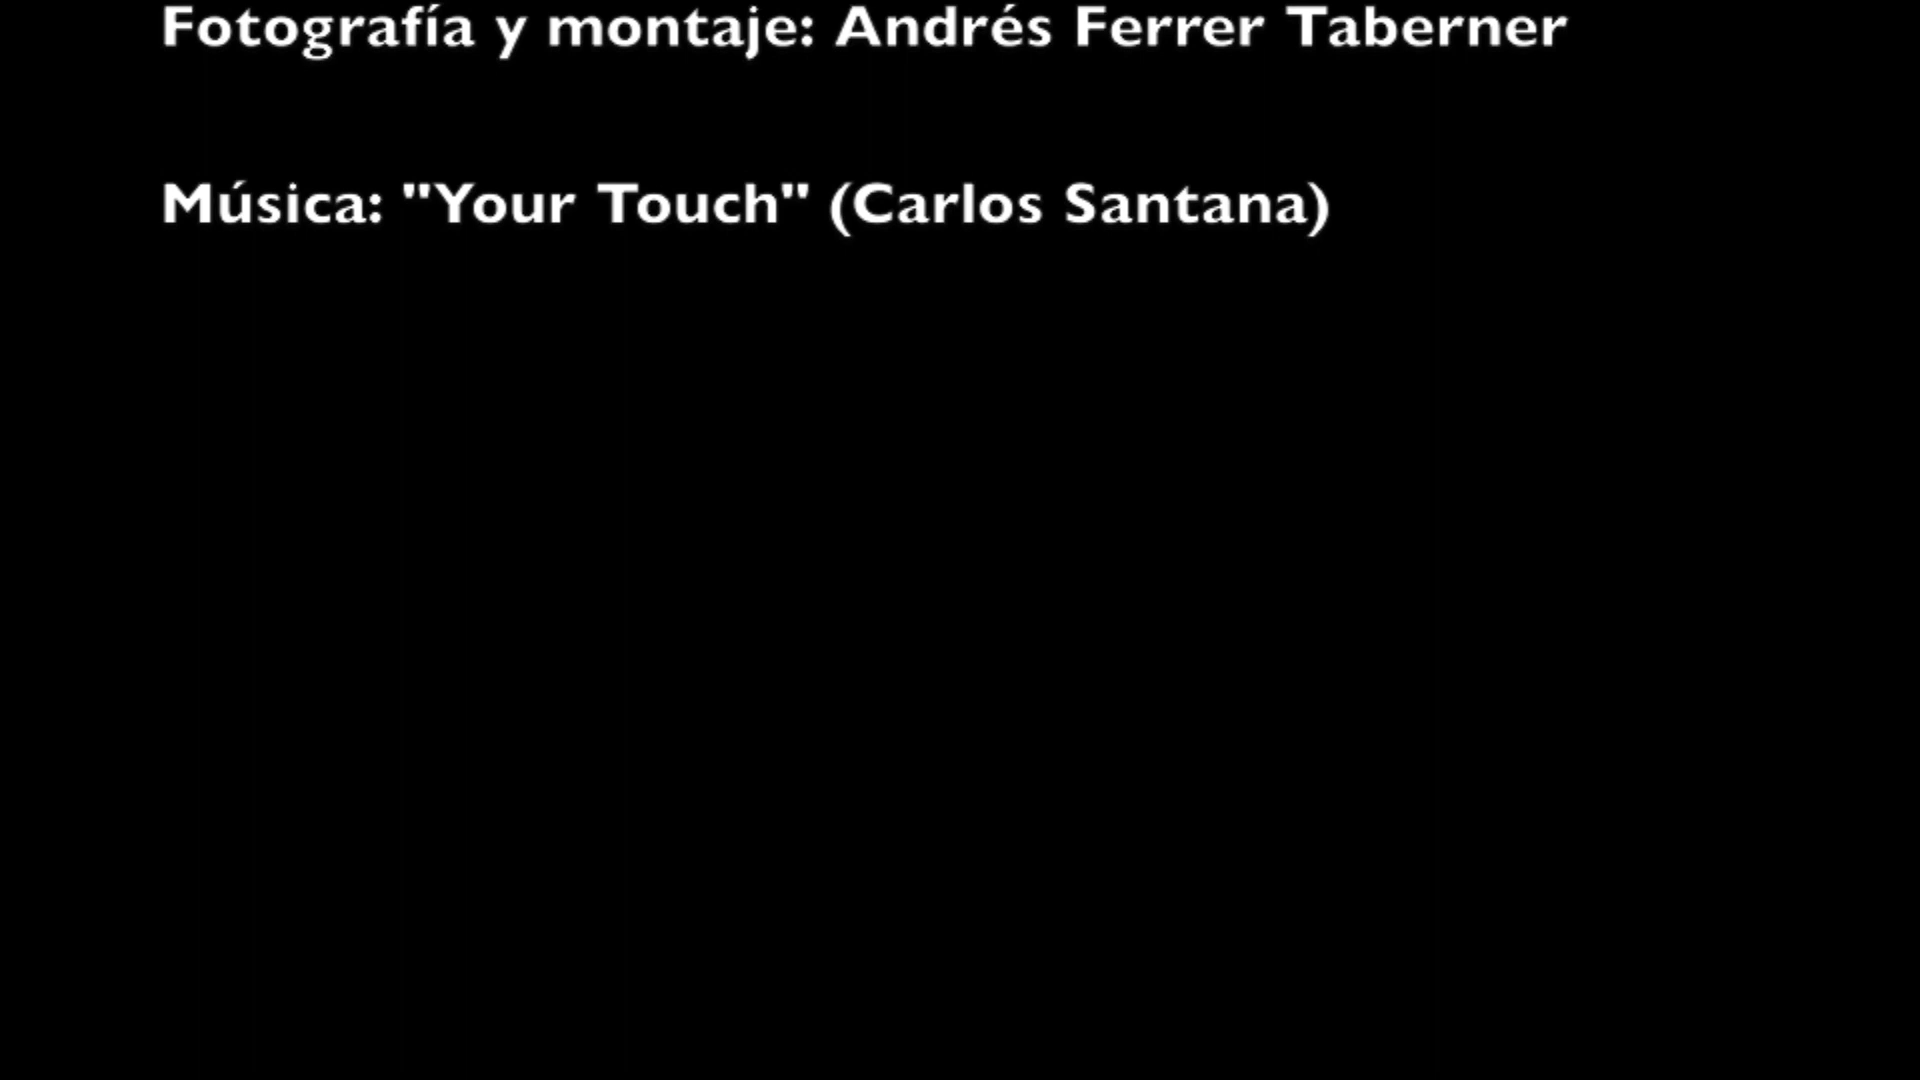 Fotografía y montaje: Andrés Ferrer Taberner
Música: "Your Touch" (Carlos Santana)